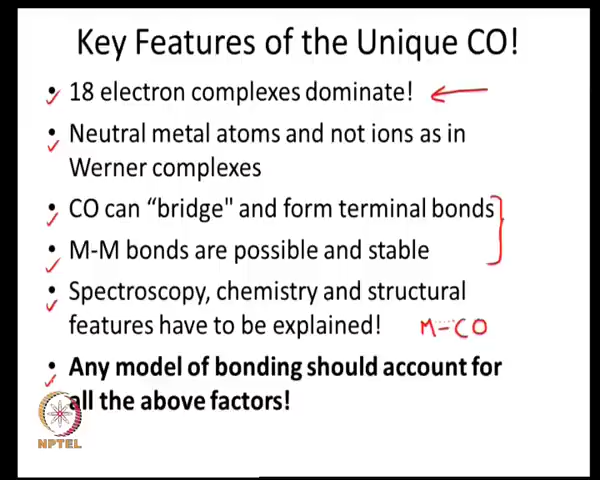 Key Features of the Unique CO!
• 18 electron complexes dominate!
• Neutral metal atoms and not ions as in
Werner complexes
• CO can “bridge" and form terminal bonds
• M-M bonds are possible and stable
• Spectroscopy, chemistry and structural
features have to be explained!
M-CO
• Any model of bonding should account for
all the above factors!
NPTEL